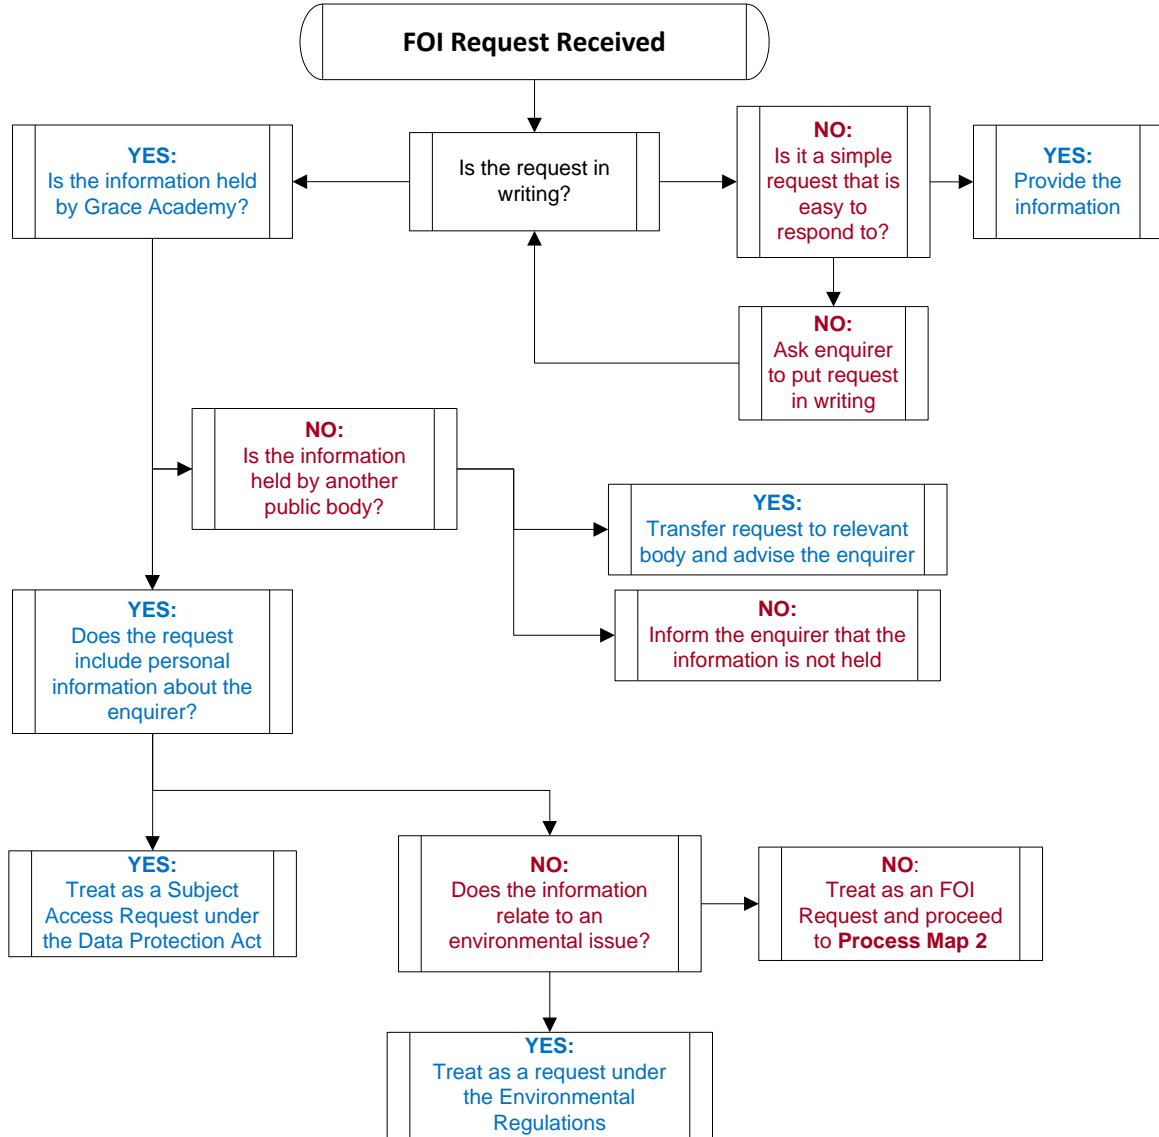 FOI Request Received
YES:
Is the information held
by Grace Academy?
Is the request in
writing?
NO:
Is it a simple
request that is
easy to
respond to?
YES:
Provide the
information
NO:
Ask enquirer
to put request
in writing
NO:
Is the information
held by another
public body?
YES:
Transfer request to relevant
body and advise the enquirer
NO:
Inform the enquirer that the
information is not held
YES:
Does the request
include personal
information about the
enquirer?
YES:
Treat as a Subject
Access Request under
the Data Protection Act
NO:
Does the information
relate to an
environmental issue?
NO:
Treat as an FOI
Request and proceed
to Process Map 2
YES:
Treat as a request under
the Environmental
Regulations